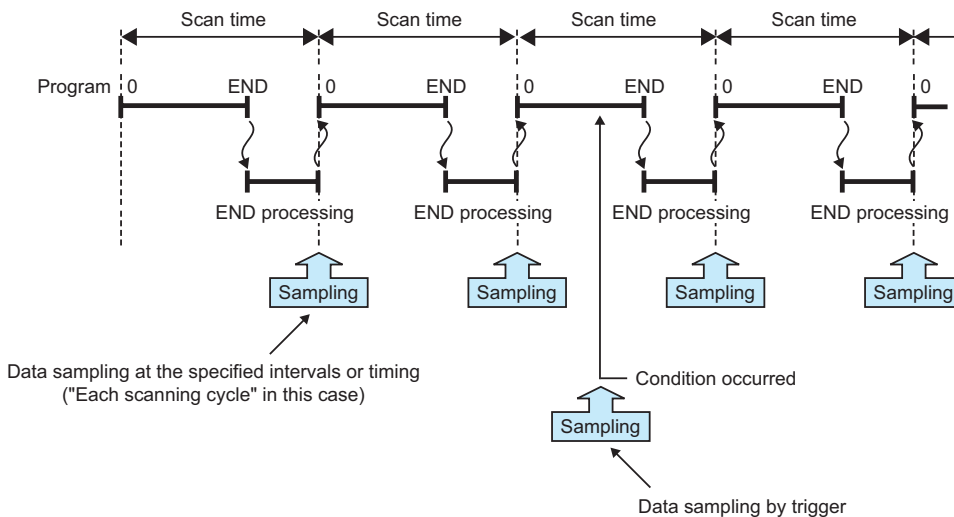 Scan time Scan time Scan time Scan time
Program 0 END 0 END 0 END 0 END 0
END processing END processing END processing END processing
Sampling Sampling Sampling Sampling
Data sampling at the specified intervals or timing
("Each scanning cycle" in this case)
Condition occurred
Sampling
Data sampling by trigger